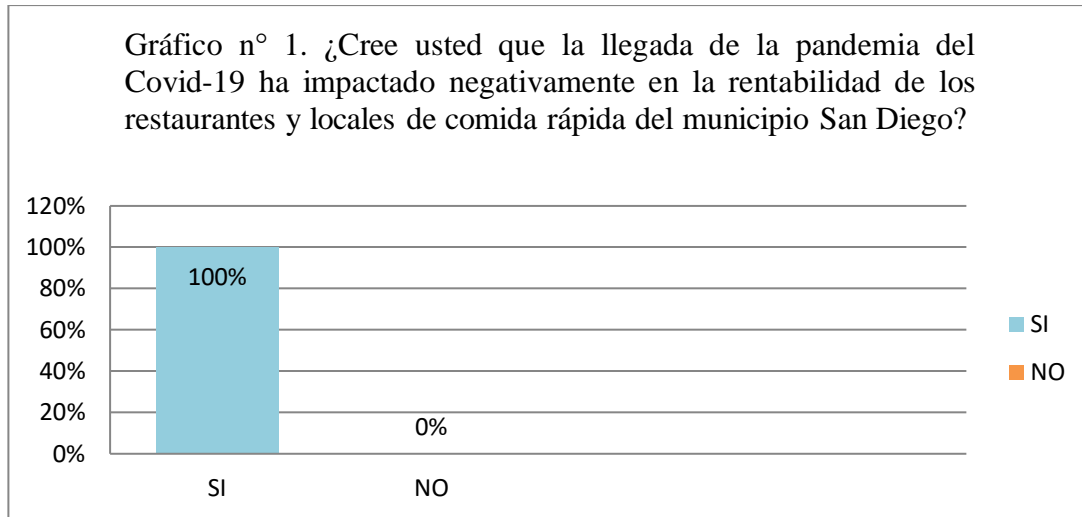 Gráfico n° 1. ¿Cree usted que la llegada de la pandemia del
Covid-19 ha impactado negativamente en la rentabilidad de los
restaurantes y locales de comida rápida del municipio San Diego?
120%
100%
80%
60%
40%
20%
0%
100%
0%
SI
NO
SI
NO